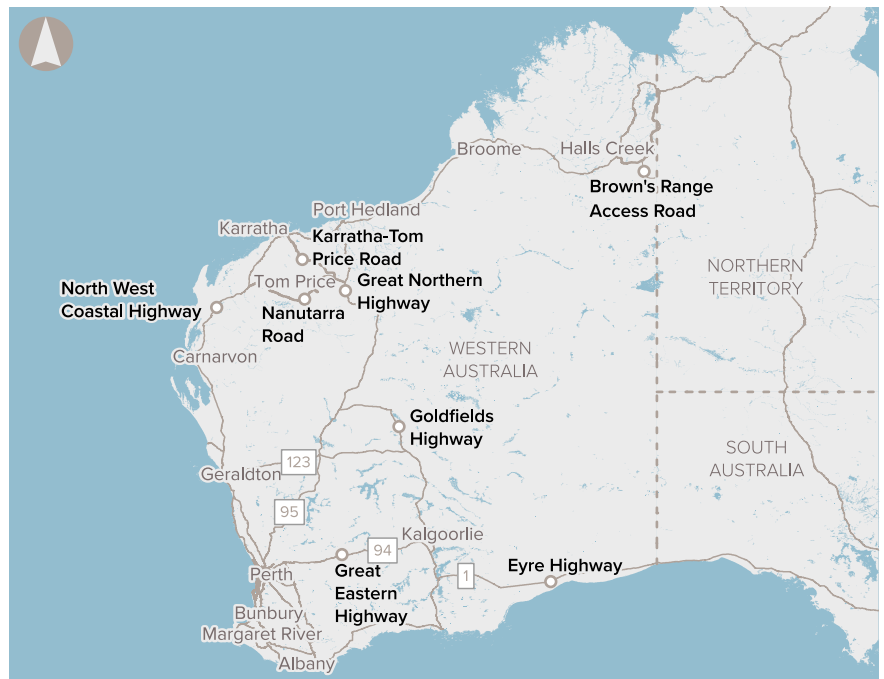 Broome
Halls Creek
Brown's Range
Access Road
Port Hedland
Karratha
Karratha-Tom
Price Road
Tom Price
Great Northern
Highway
North West
Coastal Highway
Nanutarra
Road
NORTHERN
TERRITORY
Carnarvon
WESTERN
AUSTRALIA
Goldfields
Highway
SOUTH
AUSTRALIA
123
Geraldton
95
Kalgoorlie
94
Eyre Highway
1
Perth
Great
Eastern
Highway
Bunbury
Margaret River
Albany